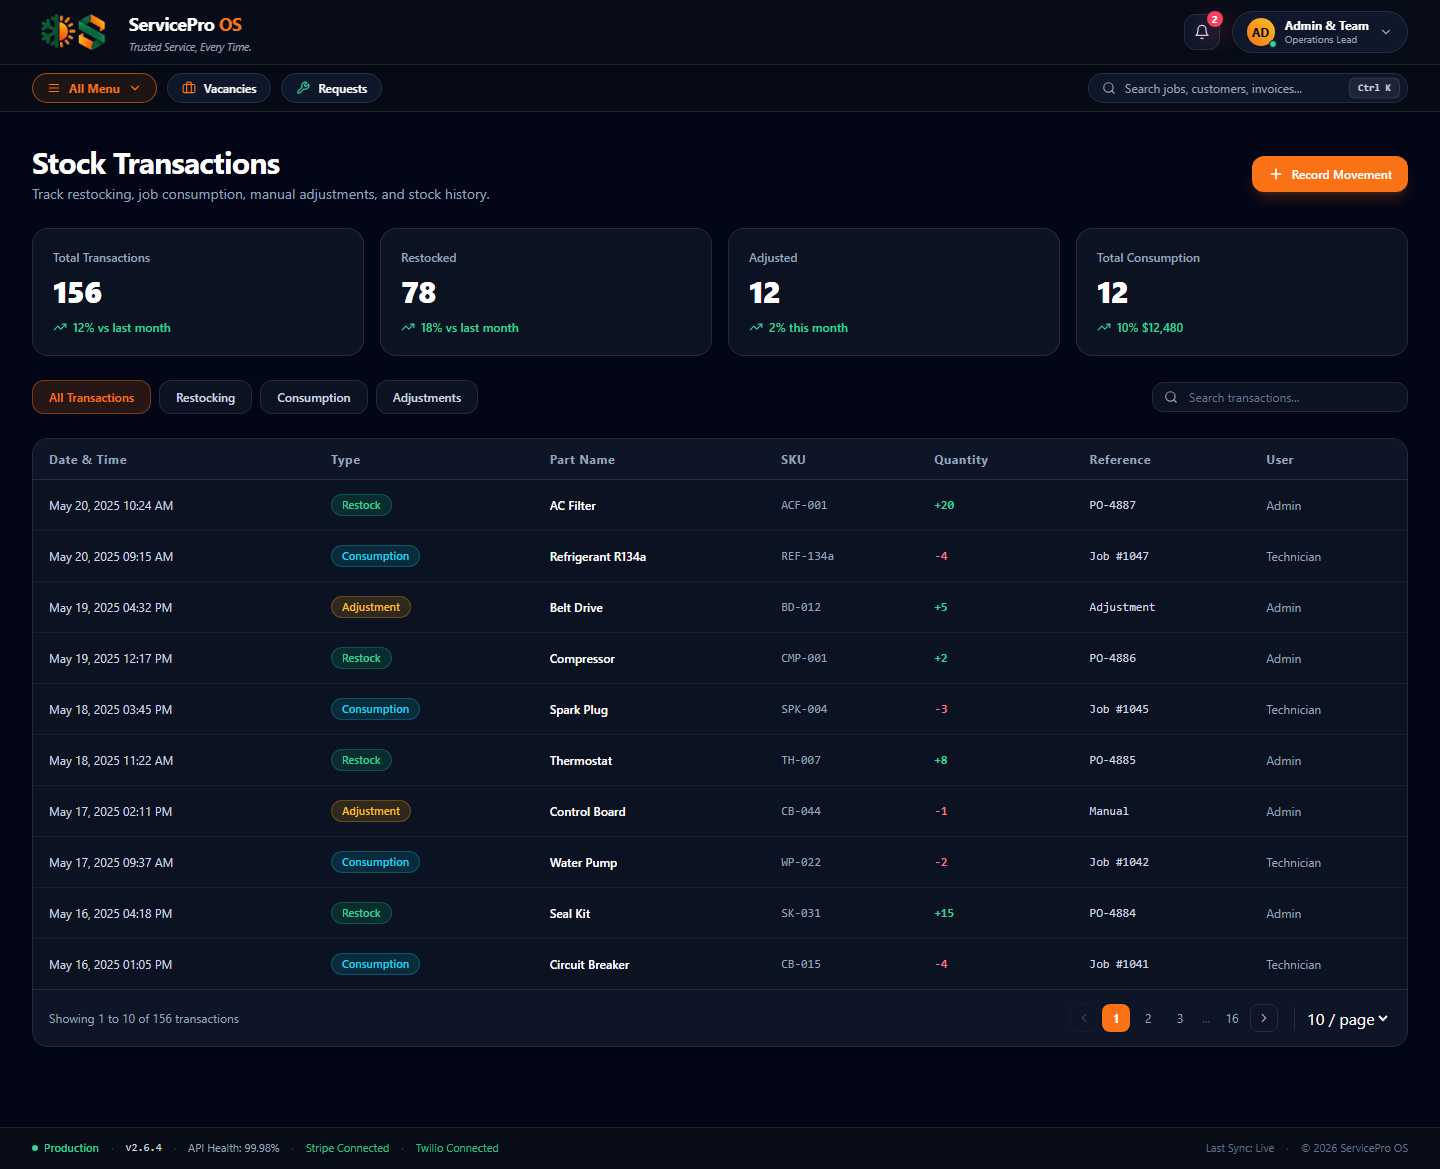 ServicePro OS
Trusted Service, Every Time.
2
AD
Admin & Team
Operations Lead
All Menu
Vacancies
Requests
Search jobs, customers, invoices...
Ctrl K
Stock Transactions
Track restocking, job consumption, manual adjustments, and stock history.
Record Movement
Total Transactions
156
12% vs last month
Restocked
78
18% vs last month
Adjusted
12
2% this month
Total Consumption
12
10% $12,480
All Transactions
Restocking
Consumption
Adjustments
Search transactions...
Date & Time Type Part Name SKU Quantity Reference User
May 20, 2025 10:24 AM Restock AC Filter ACF-001 +20 PO-4887 Admin
May 20, 2025 09:15 AM Consumption Refrigerant R134a REF-134a -4 Job #1047 Technician
May 19, 2025 04:32 PM Adjustment Belt Drive BD-012 +5 Adjustment Admin
May 19, 2025 12:17 PM Restock Compressor CMP-001 +2 PO-4886 Admin
May 18, 2025 03:45 PM Consumption Spark Plug SPK-004 -3 Job #1045 Technician
May 18, 2025 11:22 AM Restock Thermostat TH-007 +8 PO-4885 Admin
May 17, 2025 02:11 PM Adjustment Control Board CB-044 -1 Manual Admin
May 17, 2025 09:37 AM Consumption Water Pump WP-022 -2 Job #1042 Technician
May 16, 2025 04:18 PM Restock Seal Kit SK-031 +15 PO-4884 Admin
May 16, 2025 01:05 PM Consumption Circuit Breaker CB-015 -4 Job #1041 Technician
Showing 1 to 10 of 156 transactions
1 2 3 ... 16
10 / page
Production · v2.6.4 · API Health: 99.98% · Stripe Connected · Twilio Connected
Last Sync: Live · © 2026 ServicePro OS